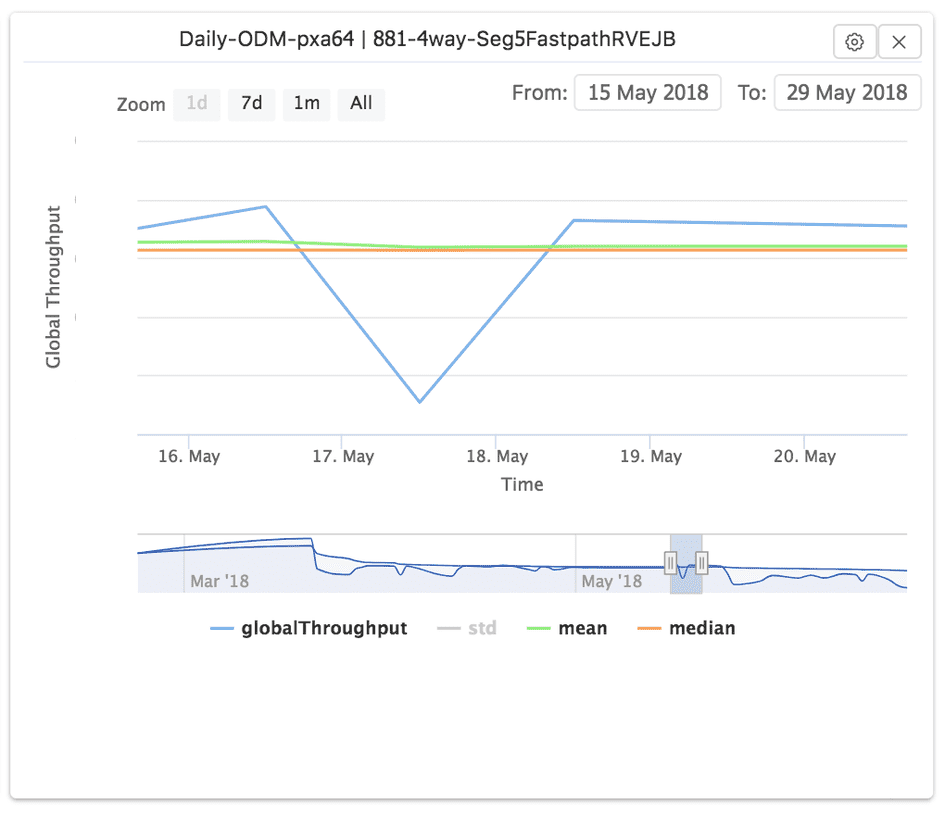 Daily-ODM-pxa64 | 881-4way-Seg5FastpathRVEJB
Zoom 1d 7d 1m All From: 15 May 2018 To: 29 May 2018
Global Throughput
16. May 17. May 18. May 19. May 20. May
Time
Mar '18 May '18
globalThroughput std mean median